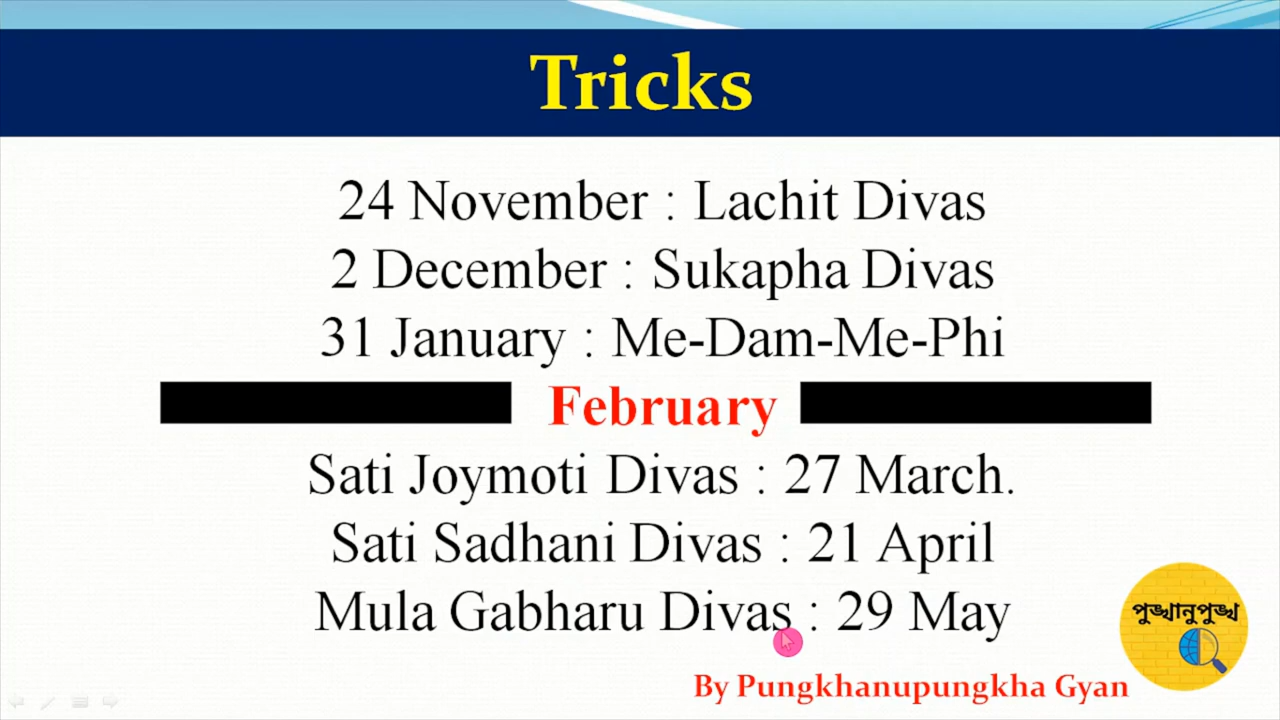 Tricks
24 November : Lachit Divas
2 December : Sukapha Divas
31 January : Me-Dam-Me-Phi
February
Sati Joymoti Divas : 27 March.
Sati Sadhani Divas : 21 April
Mula Gabharu Divas : 29 May
পুঙ্খানুপুঙ্খ
By Pungkhanupungkha Gyan